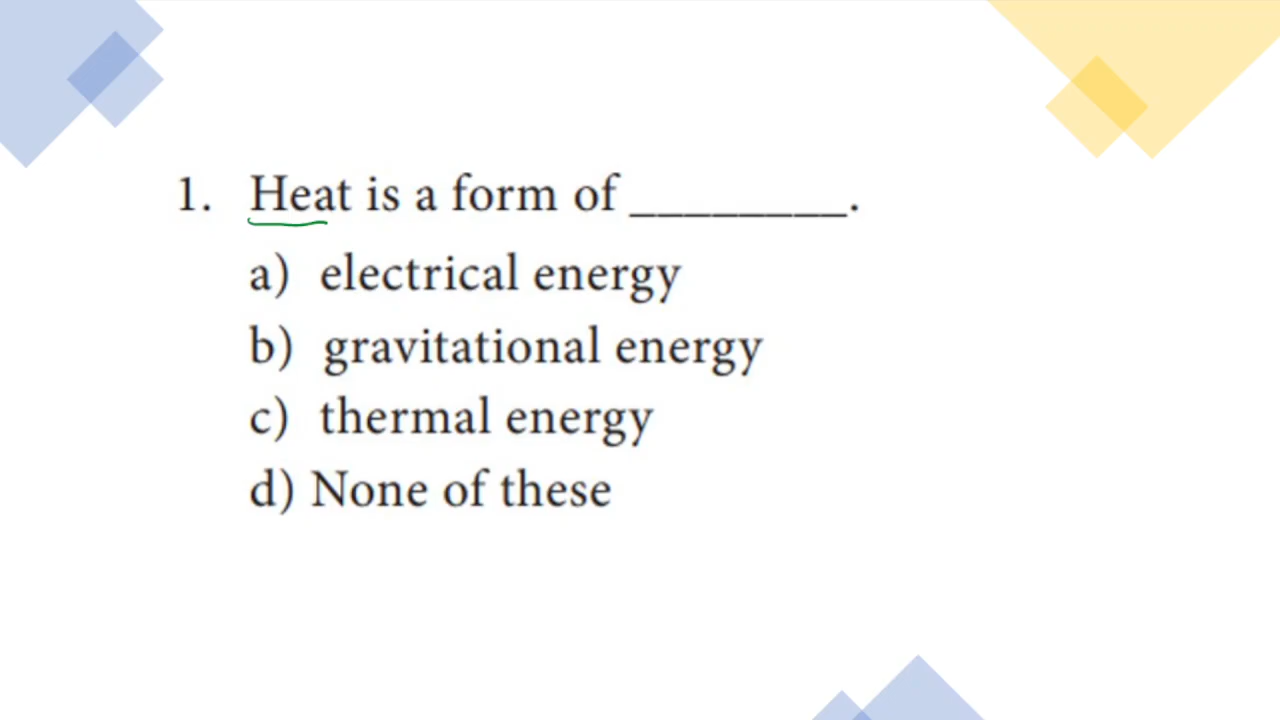 1. Heat is a form of ________.
a) electrical energy
b) gravitational energy
c) thermal energy
d) None of these